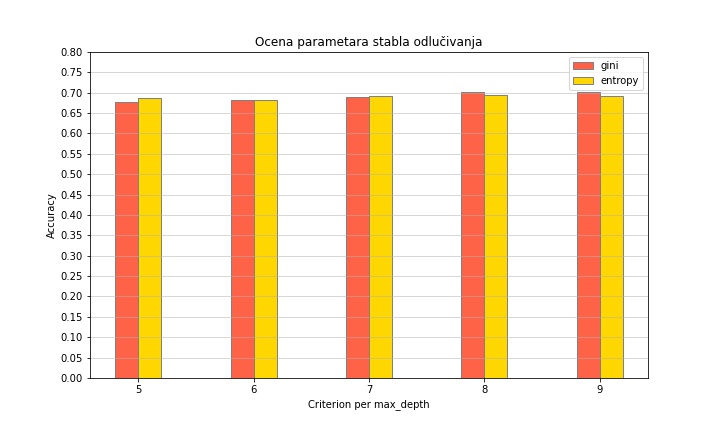 Ocena parametara stabla odlučivanja
gini
entropy
Accuracy
0.80
0.75
0.70
0.65
0.60
0.55
0.50
0.45
0.40
0.35
0.30
0.25
0.20
0.15
0.10
0.05
0.00
5 6 7 8 9
Criterion per max_depth